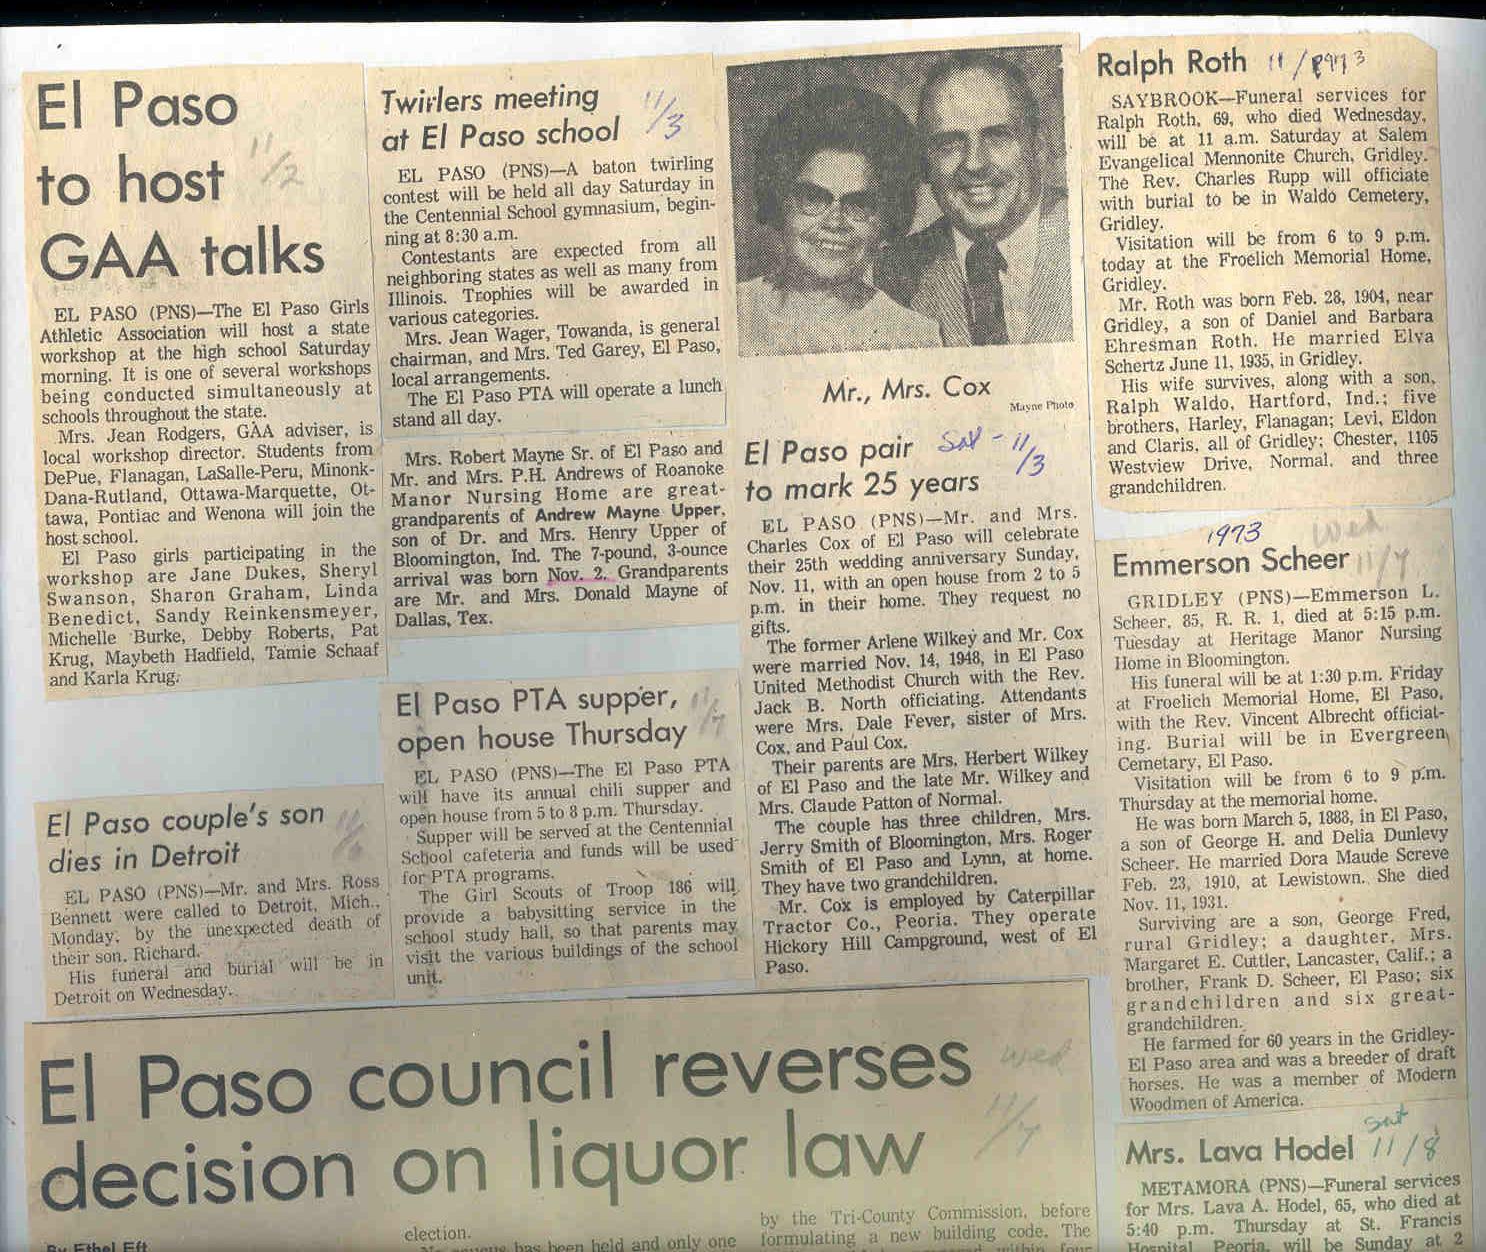 El Paso
to host
GAA talks
11/2
EL PASO (PNS)—The El Paso Girls
Athletic Association will host a state
workshop at the high school Saturday
morning. It is one of several workshops
being conducted simultaneously at
schools throughout the state.
Mrs. Jean Rodgers, GAA adviser, is
local workshop director. Students from
DePue, Flanagan, LaSalle-Peru, Minonk-
Dana-Rutland, Ottawa-Marquette, Ot-
tawa, Pontiac and Wenona will join the
host school.
El Paso girls participating in the
workshop are Jane Dukes, Sheryl
Swanson, Sharon Graham, Linda
Benedict, Sandy Reinkensmeyer,
Michelle Burke, Debby Roberts, Pat
Krug, Maybeth Hadfield, Tamie Schaaf
and Karla Krug.
El Paso couple's son
dies in Detroit
EL PASO (PNS)—Mr. and Mrs. Ross
Bennett were called to Detroit, Mich.,
Monday, by the unexpected death of
their son, Richard.
His funeral and burial will be in
Detroit on Wednesday.
Twirlers meeting
at El Paso school
11/3
EL PASO (PNS)—A baton twirling
contest will be held all day Saturday in
the Centennial School gymnasium, begin-
ning at 8:30 a.m.
Contestants are expected from all
neighboring states as well as many from
Illinois. Trophies will be awarded in
various categories.
Mrs. Jean Wager, Towanda, is general
chairman, and Mrs. Ted Garey, El Paso,
local arrangements.
The El Paso PTA will operate a lunch
stand all day.
Mrs. Robert Mayne Sr. of El Paso and
Mr. and Mrs. P.H. Andrews of Roanoke
Manor Nursing Home are great-
grandparents of Andrew Mayne Upper,
son of Dr. and Mrs. Henry Upper of
Bloomington, Ind. The 7-pound, 3-ounce
arrival was born Nov. 2. Grandparents
are Mr. and Mrs. Donald Mayne of
Dallas, Tex.
El Paso PTA supper,
open house Thursday
11/7
EL PASO (PNS)—The El Paso PTA
will have its annual chili supper and
open house from 5 to 8 p.m. Thursday.
Supper will be served at the Centennial
School cafeteria and funds will be used
for PTA programs.
The Girl Scouts of Troop 186 will
provide a babysitting service in the
school study hall, so that parents may
visit the various buildings of the school
unit.
Mr., Mrs. Cox
Mayne Photo
El Paso pair
to mark 25 years
Sat - 11/3
EL PASO (PNS)—Mr. and Mrs.
Charles Cox of El Paso will celebrate
their 25th wedding anniversary Sunday,
Nov. 11, with an open house from 2 to 5
p.m. in their home. They request no
gifts.
The former Arlene Wilkey and Mr. Cox
were married Nov. 14, 1948, in El Paso
United Methodist Church with the Rev.
Jack B. North officiating. Attendants
were Mrs. Dale Fever, sister of Mrs.
Cox, and Paul Cox.
Their parents are Mrs. Herbert Wilkey
of El Paso and the late Mr. Wilkey and
Mrs. Claude Patton of Normal.
The couple has three children, Mrs.
Jerry Smith of Bloomington, Mrs. Roger
Smith of El Paso and Lynn, at home.
They have two grandchildren.
Mr. Cox is employed by Caterpillar
Tractor Co., Peoria. They operate
Hickory Hill Campground, west of El
Paso.
Ralph Roth
SAYBROOK—Funeral services for
Ralph Roth, 69, who died Wednesday,
will be at 11 a.m. Saturday at Salem
Evangelical Mennonite Church, Gridley.
The Rev. Charles Rupp will officiate
with burial to be in Waldo Cemetery,
Gridley.
Visitation will be from 6 to 9 p.m.
today at the Froelich Memorial Home,
Gridley.
Mr. Roth was born Feb. 28, 1904, near
Gridley, a son of Daniel and Barbara
Ehresman Roth. He married Elva
Schertz June 11, 1935, in Gridley.
His wife survives, along with a son,
Ralph Waldo, Hartford, Ind.; five
brothers, Harley, Flanagan; Levi, Eldon
and Claris, all of Gridley; Chester, 1105
Westview Drive, Normal, and three
grandchildren.
1973
Wed
Emmerson Scheer
11/7
GRIDLEY (PNS)—Emmerson L.
Scheer, 85, R. R. 1, died at 5:15 p.m.
Tuesday at Heritage Manor Nursing
Home in Bloomington.
His funeral will be at 1:30 p.m. Friday
at Froelich Memorial Home, El Paso,
with the Rev. Vincent Albrecht officiat-
ing. Burial will be in Evergreen
Cemetary, El Paso.
Visitation will be from 6 to 9 p.m.
Thursday at the memorial home.
He was born March 5, 1888, in El Paso,
a son of George H. and Delia Dunlevy
Scheer. He married Dora Maude Screve
Feb. 23, 1910, at Lewistown. She died
Nov. 11, 1931.
Surviving are a son, George Fred,
rural Gridley; a daughter, Mrs.
Margaret E. Cuttler, Lancaster, Calif.; a
brother, Frank D. Scheer, El Paso; six
grandchildren and six great-
grandchildren.
He farmed for 60 years in the Gridley-
El Paso area and was a breeder of draft
horses. He was a member of Modern
Woodmen of America.
Sat
Mrs. Lava Hodel
11/8
METAMORA (PNS)—Funeral services
for Mrs. Lava A. Hodel, 65, who died at
5:40 p.m. Thursday at St. Francis
Hospital, Peoria, will be Sunday at 2
El Paso council reverses
decision on liquor law
Wed
11/7
By Ethel Eft
election.
has been held and only one
by the Tri-County Commission, before
formulating a new building code. The